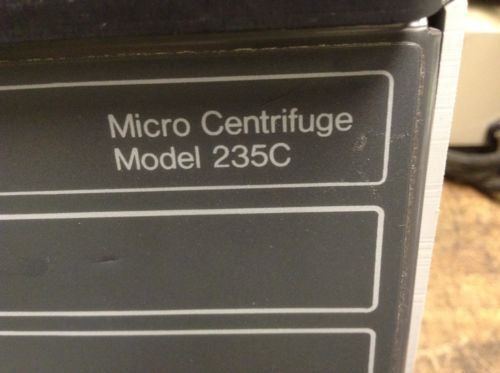 Micro Centrifuge
Model 235C